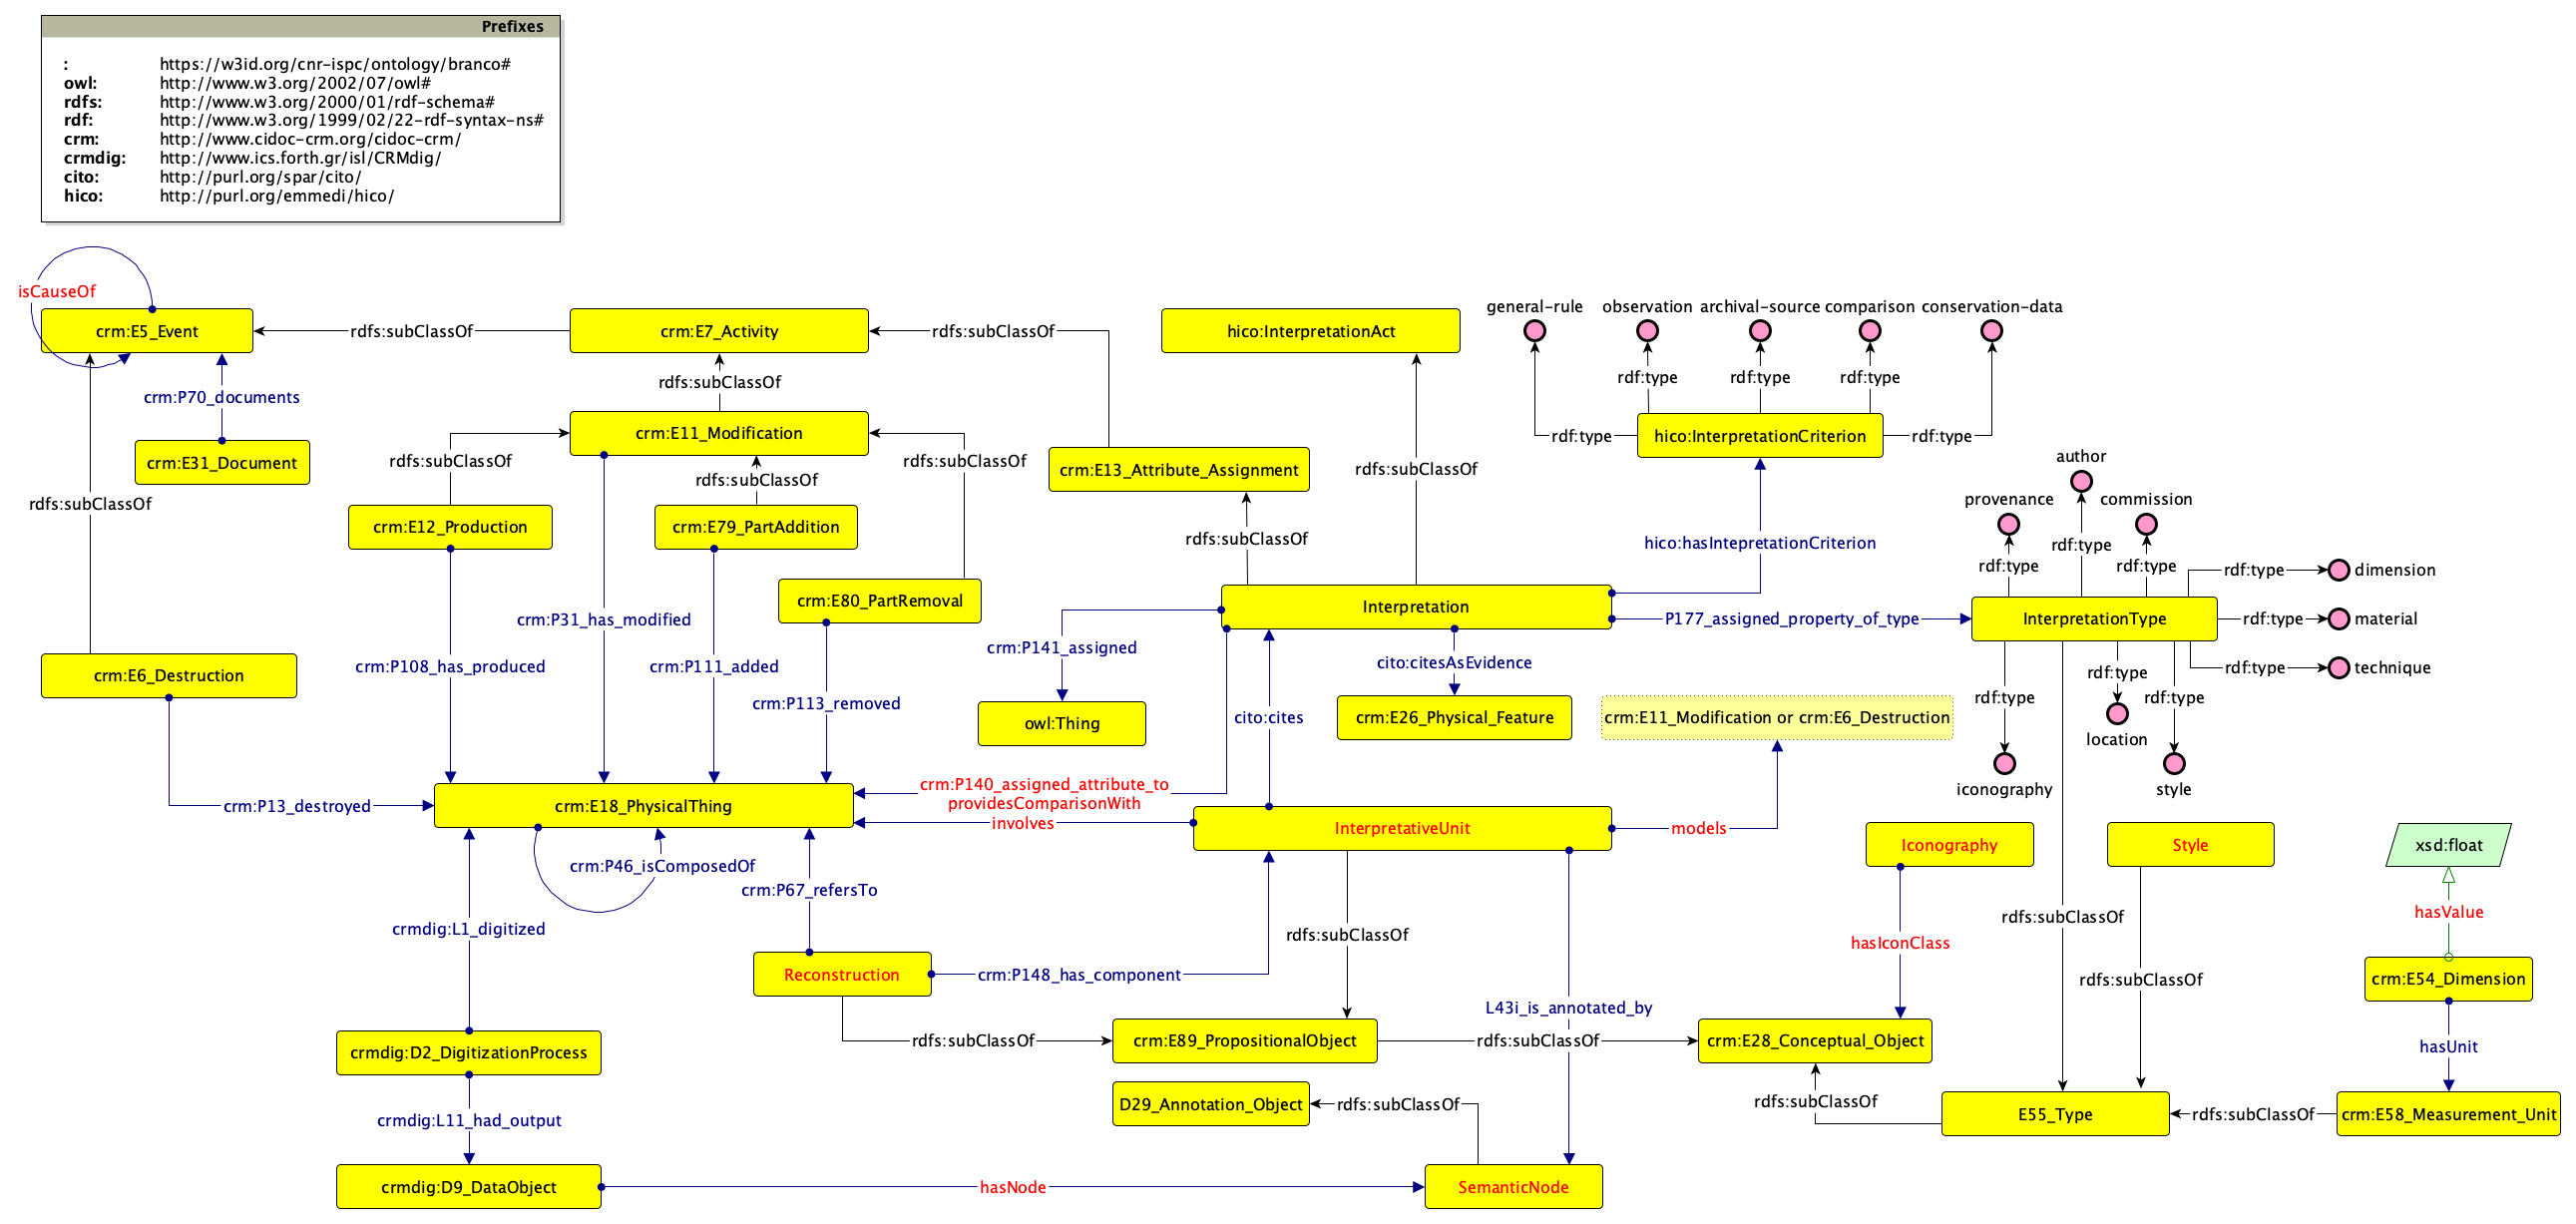 Prefixes
: https://w3id.org/cnr-ispc/ontology/branco#
owl: http://www.w3.org/2002/07/owl#
rdfs: http://www.w3.org/2000/01/rdf-schema#
rdf: http://www.w3.org/1999/02/22-rdf-syntax-ns#
crm: http://www.cidoc-crm.org/cidoc-crm/
crmdig: http://www.ics.forth.gr/isl/CRMdig/
cito: http://purl.org/spar/cito/
hico: http://purl.org/emmedi/hico/
isCauseOf
crm:E5_Event
rdfs:subClassOf
crm:E7_Activity
rdfs:subClassOf
hico:InterpretationAct
general-rule
observation
archival-source
comparison
conservation-data
rdf:type
rdf:type
rdf:type
crm:P70_documents
rdfs:subClassOf
crm:E11_Modification
hico:InterpretationCriterion
rdf:type
rdf:type
crm:E31_Document
rdfs:subClassOf
rdfs:subClassOf
rdfs:subClassOf
crm:E13_Attribute_Assignment
rdfs:subClassOf
author
provenance
commission
rdfs:subClassOf
crm:E12_Production
crm:E79_PartAddition
rdfs:subClassOf
hico:hasIntepretationCriterion
rdf:type
rdf:type
rdf:type
rdf:type
dimension
crm:E80_PartRemoval
Interpretation
crm:P31_has_modified
P177_assigned_property_of_type
InterpretationType
rdf:type
material
crm:P141_assigned
crm:P108_has_produced
crm:P111_added
cito:citesAsEvidence
rdf:type
rdf:type
technique
crm:E6_Destruction
crm:P113_removed
rdf:type
rdf:type
owl:Thing
cito:cites
crm:E26_Physical_Feature
crm:E11_Modification or crm:E6_Destruction
location
iconography
style
crm:P13_destroyed
crm:E18_PhysicalThing
crm:P140_assigned_attribute_to
providesComparisonWith
involves
InterpretativeUnit
models
Iconography
Style
xsd:float
crm:P46_isComposedOf
crm:P67_refersTo
crmdig:L1_digitized
rdfs:subClassOf
hasIconClass
rdfs:subClassOf
hasValue
Reconstruction
crm:P148_has_component
rdfs:subClassOf
crm:E54_Dimension
L43i_is_annotated_by
crmdig:D2_DigitizationProcess
rdfs:subClassOf
crm:E89_PropositionalObject
rdfs:subClassOf
crm:E28_Conceptual_Object
hasUnit
D29_Annotation_Object
rdfs:subClassOf
rdfs:subClassOf
crmdig:L11_had_output
E55_Type
rdfs:subClassOf
crm:E58_Measurement_Unit
crmdig:D9_DataObject
hasNode
SemanticNode